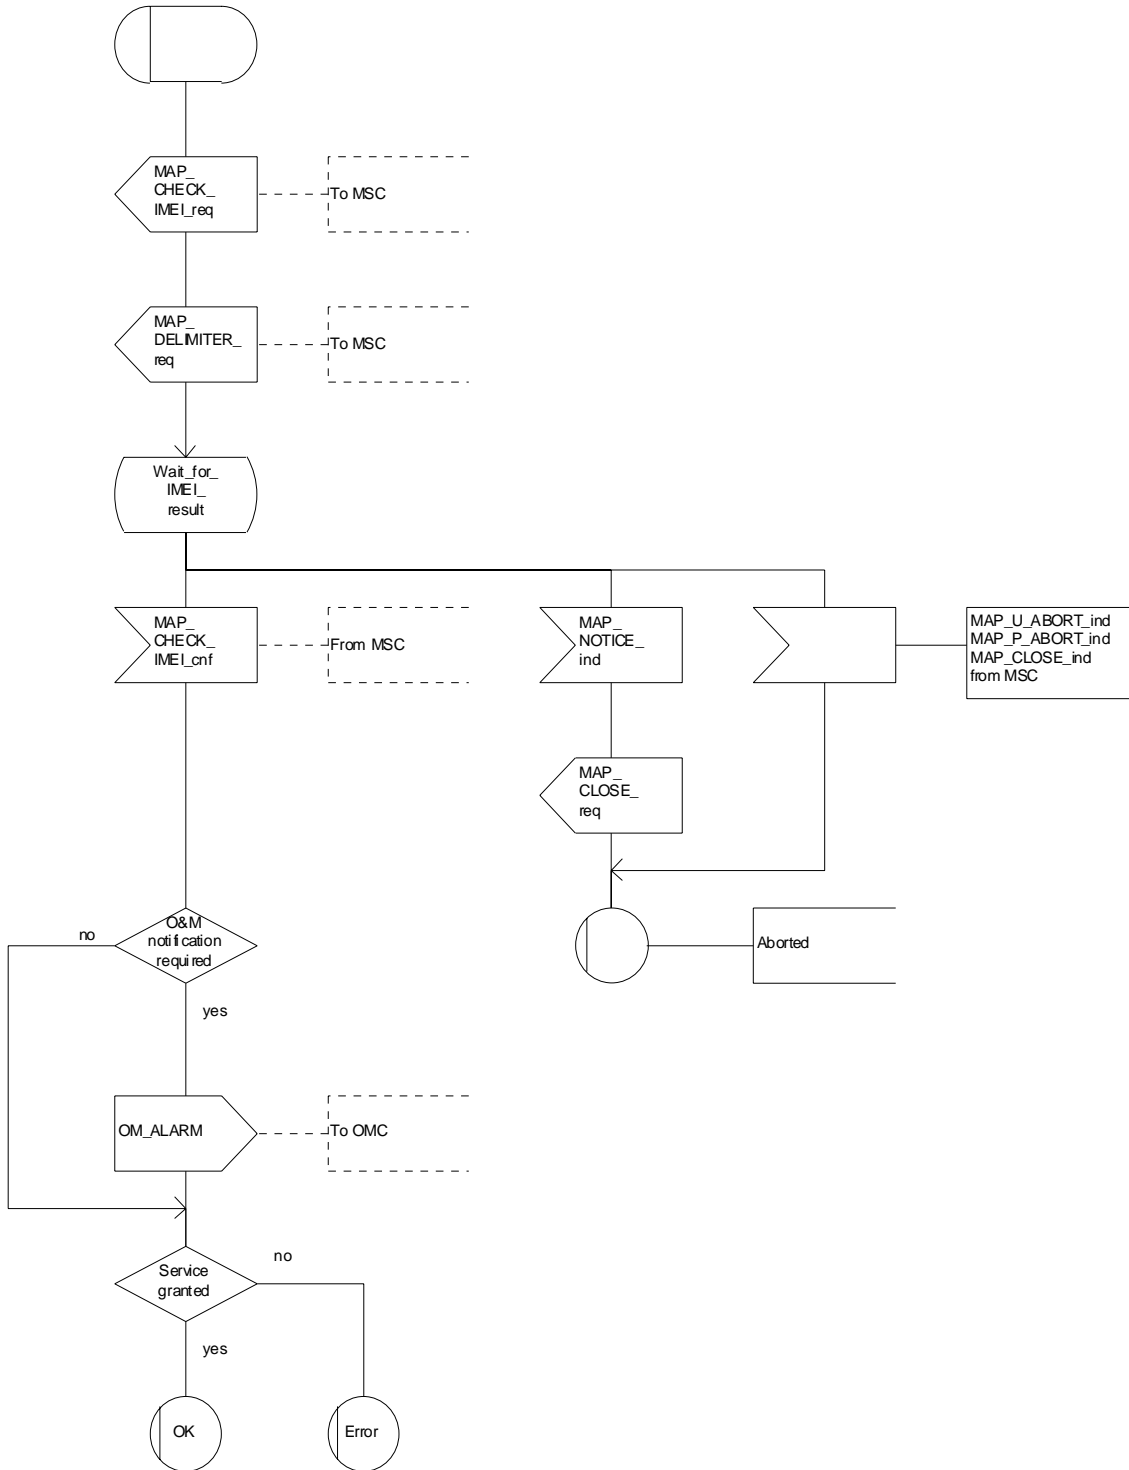 MAP_
CHECK_
IMEI_req
To MSC
MAP_
DELIMITER_
req
To MSC
Wait_for_
IMEI_
result
MAP_
CHECK_
IMEI_cnf
From MSC
MAP_
NOTICE_
ind
MAP_U_ABORT_ind
MAP_P_ABORT_ind
MAP_CLOSE_ind
from MSC
MAP_
CLOSE_
req
O&M
notification
required
no
yes
Aborted
OM_ALARM
To OMC
Service
granted
no
yes
OK
Error